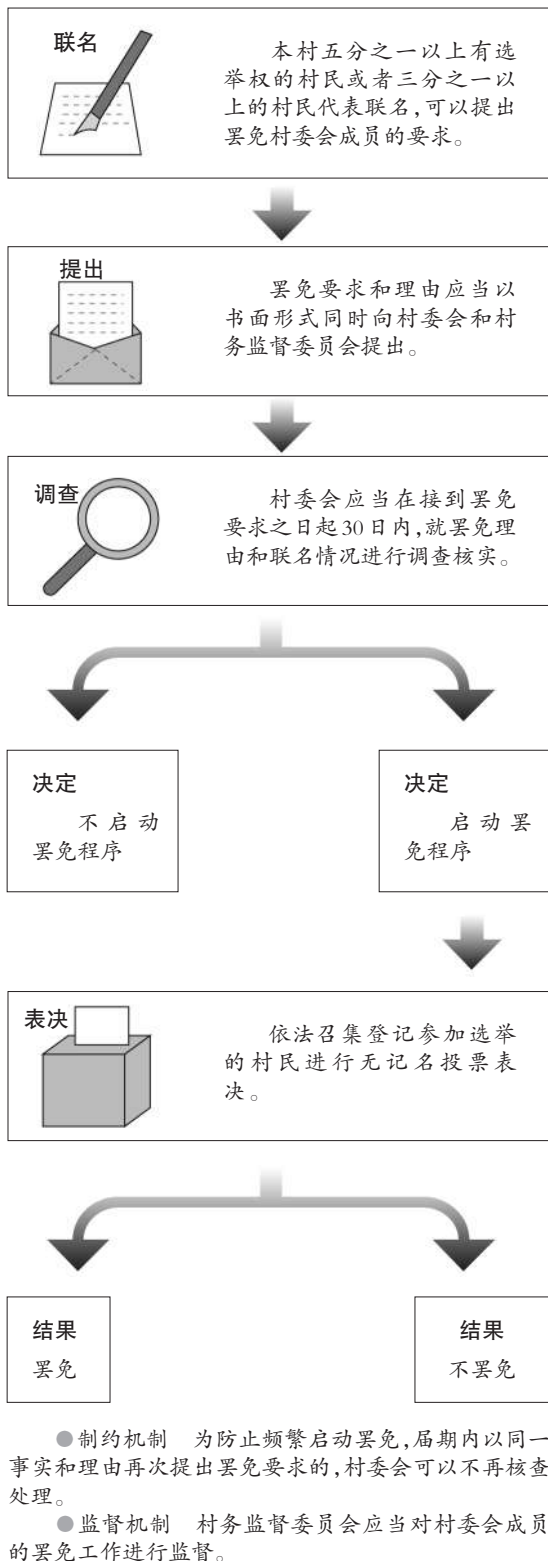 联名
本村五分之一以上有选
举权的村民或者三分之一以
上的村民代表联名,可以提出
罢免村委会成员的要求。
提出
罢免要求和理由应当以
书面形式同时向村委会和村
务监督委员会提出。
调查
村委会应当在接到罢免
要求之日起30日内,就罢免理
由和联名情况进行调查核实。
决定
不启动
罢免程序
决定
启动罢
免程序
表决
依法召集登记参加选举
的村民进行无记名投票表
决。
结果
罢免
结果
不罢免
●制约机制 为防止频繁启动罢免,届期内以同一
事实和理由再次提出罢免要求的,村委会可以不再核查
处理。
●监督机制 村务监督委员会应当对村委会成员
的罢免工作进行监督。